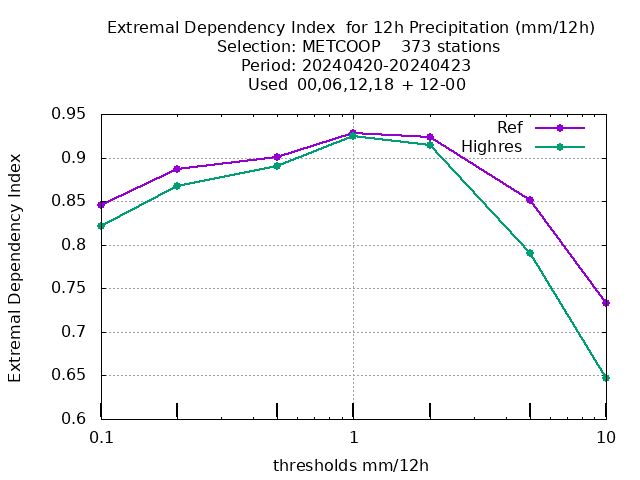 Extremal Dependency Index  for 12h Precipitation (mm/12h)
Selection: METCOOP    373 stations
Period: 20240420-20240423
Used  00,06,12,18  + 12-00
Ref
Highres
0.95
0.9
0.85
0.8
0.75
0.7
0.65
0.6
Extremal Dependency Index
0.1
1
10
thresholds mm/12h